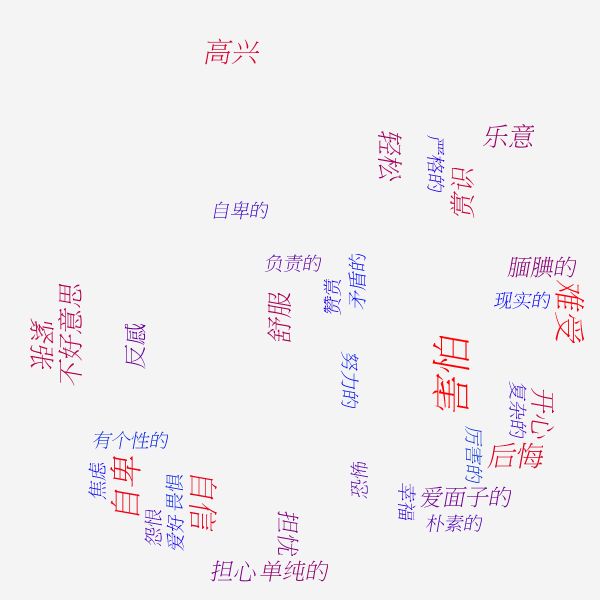 高兴
乐意
轻松
严格的
赏识
自卑的
负责的
赞赏
矛盾的
腼腆的
现实的
难受
舒服
紧张
不好意思
反感
害怕
努力的
复杂的
开心
有个性的
厉害的
后悔
焦虑
自卑
畏惧
自信
幸福
爱面子的
怨恨
爱好
朴素的
担忧
担心
单纯的